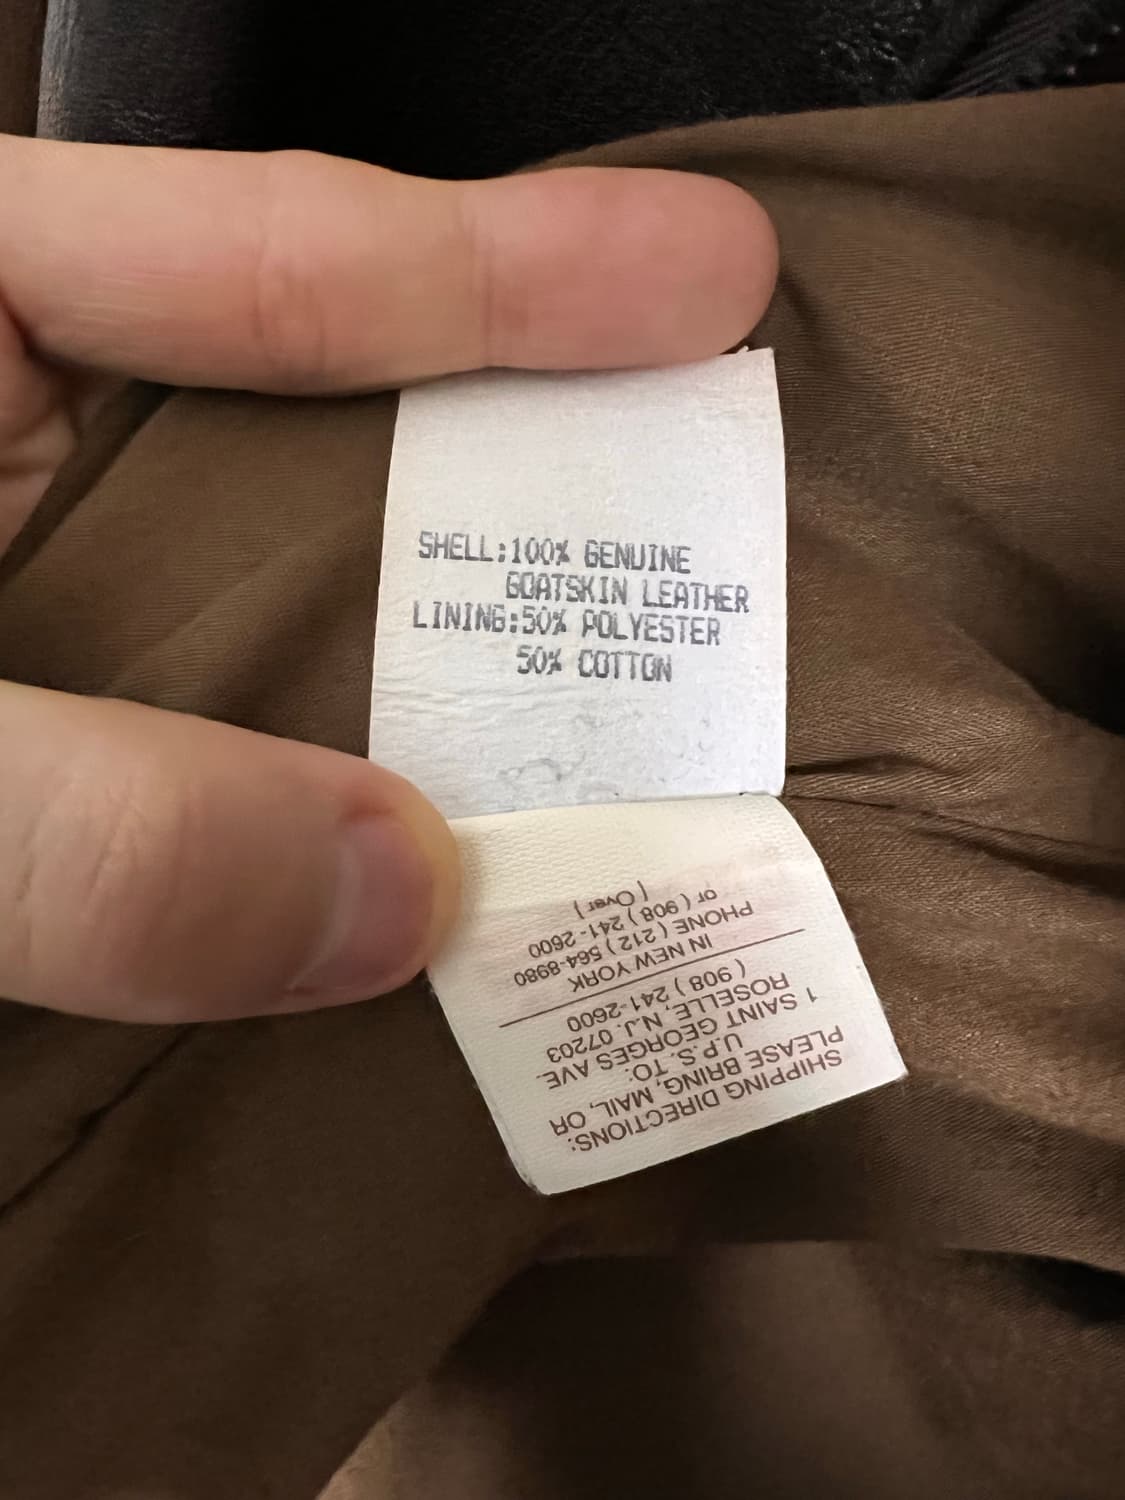 SHELL:100% GENUINE
GOATSKIN LEATHER
LINING:50% POLYESTER
50% COTTON
SHIPPING DIRECTIONS:
PLEASE BRING, MAIL, OR
U.P.S. TO:
1 SAINT GEORGES AVE.
ROSELLE, N.J. 07203
( 908 ) 241-2600
IN NEW YORK
PHONE ( 212 ) 564-8980
or ( 908 ) 241-2600
( Over )